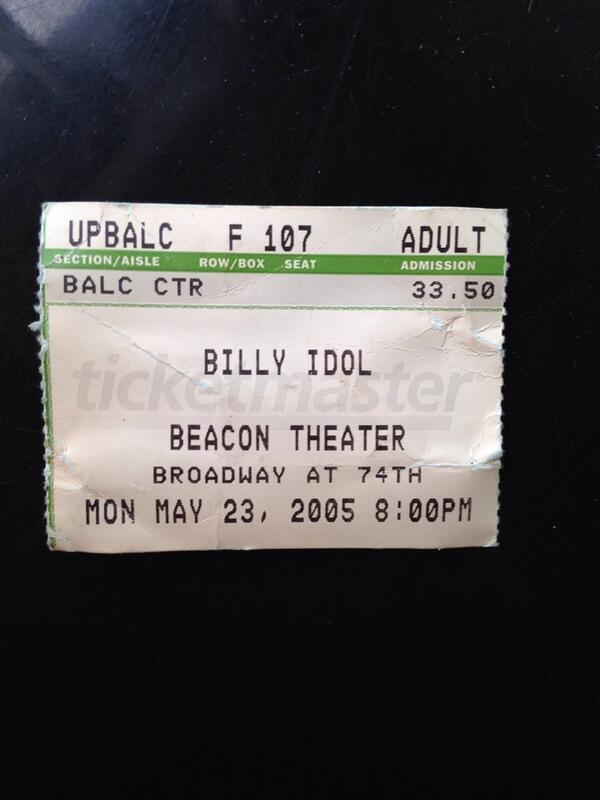 UPBALC F 107 ADULT
SECTION/AISLE ROW/BOX SEAT ADMISSION
BALC CTR 33.50
BILLY IDOL
ticketmaster
BEACON THEATER
BROADWAY AT 74TH
MON MAY 23, 2005 8:00PM